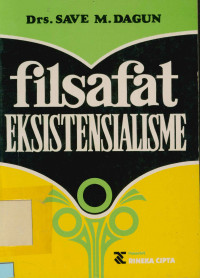 Drs. SAVE M. DAGUN
filsafat
EKSISTENSIALISME
RINEKA CIPTA